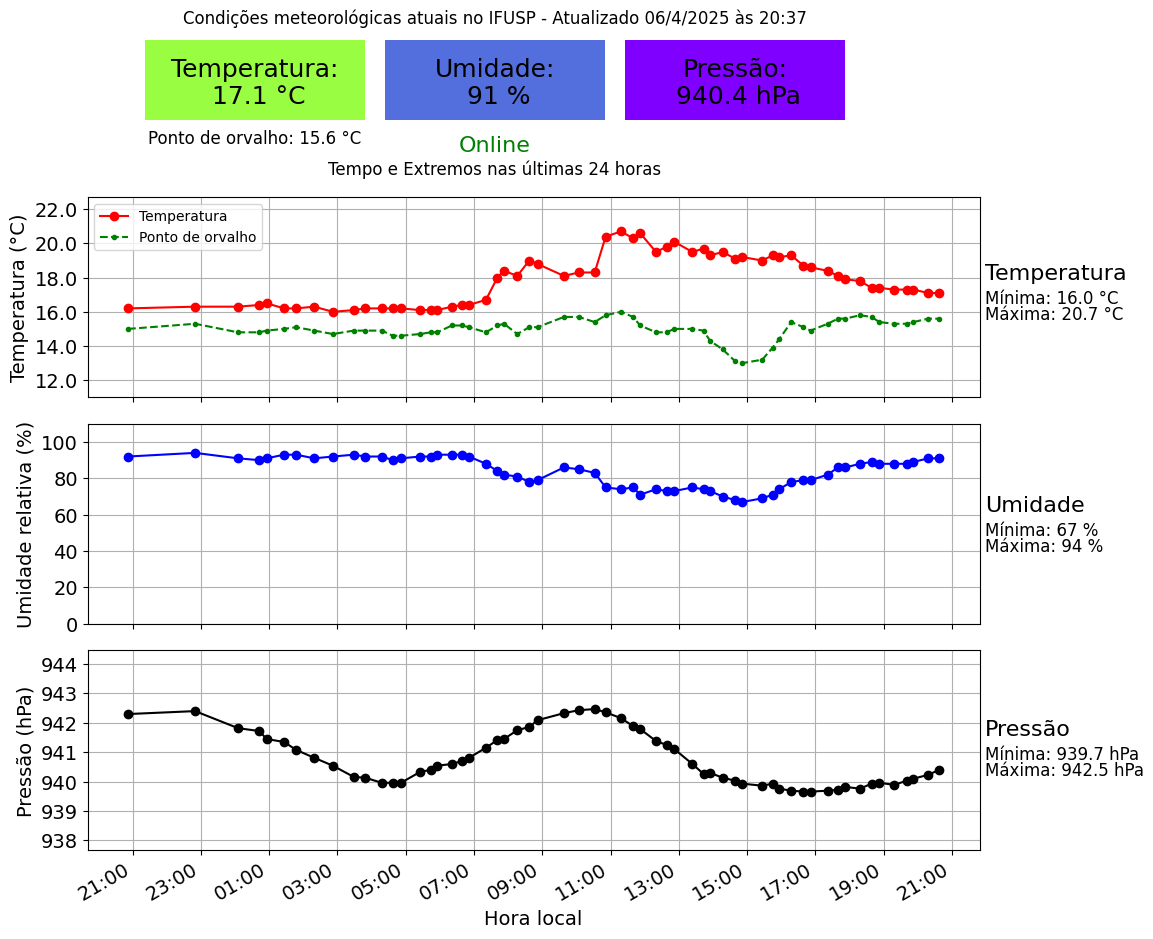 Condições meteorológicas atuais no IFUSP - Atualizado 06/4/2025 às 20:37
Temperatura:
17.1 °C
Umidade:
91 %
Pressão:
940.4 hPa
Ponto de orvalho: 15.6 °C
Online
Tempo e Extremos nas últimas 24 horas
Temperatura (°C)
22.0
20.0
18.0
16.0
14.0
12.0
Temperatura
Ponto de orvalho
Temperatura
Mínima: 16.0 °C
Máxima: 20.7 °C
Umidade relativa (%)
100
80
60
40
20
0
Umidade
Mínima: 67 %
Máxima: 94 %
Pressão (hPa)
944
943
942
941
940
939
938
Pressão
Mínima: 939.7 hPa
Máxima: 942.5 hPa
21:00 23:00 01:00 03:00 05:00 07:00 09:00 11:00 13:00 15:00 17:00 19:00 21:00
Hora local